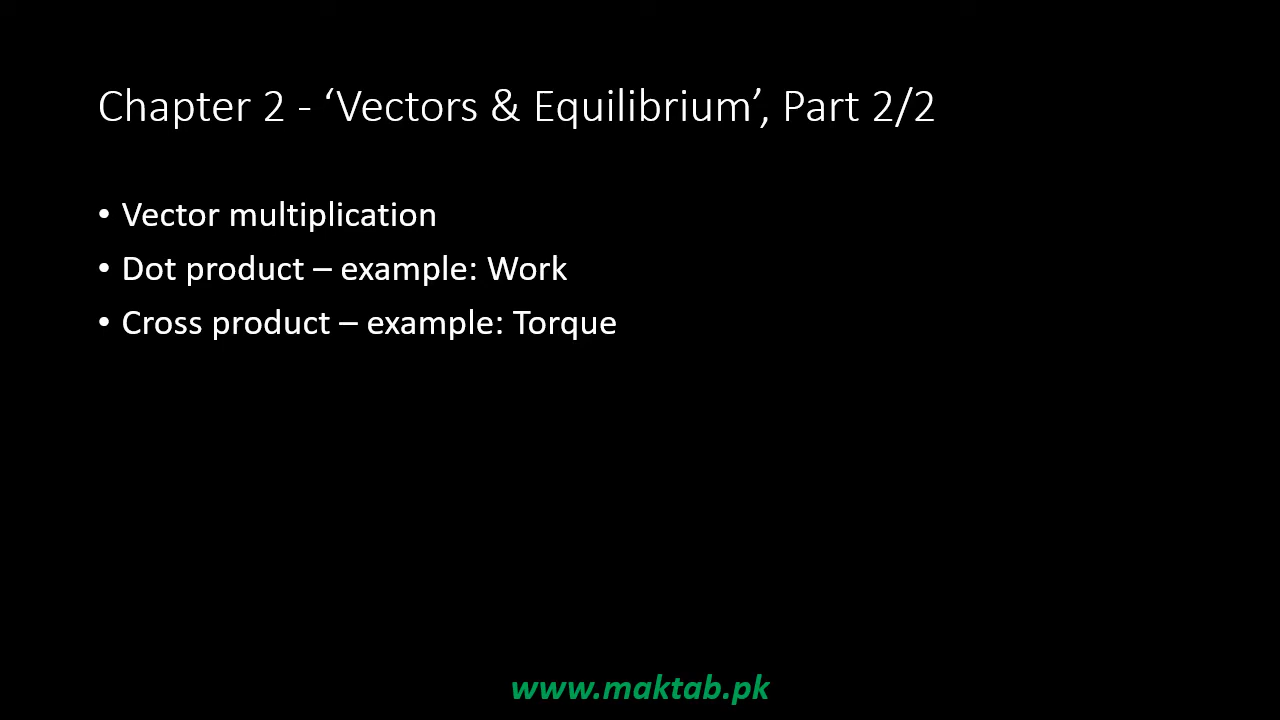 Chapter 2 - ‘Vectors & Equilibrium’, Part 2/2
• Vector multiplication
• Dot product – example: Work
• Cross product – example: Torque
www.maktab.pk